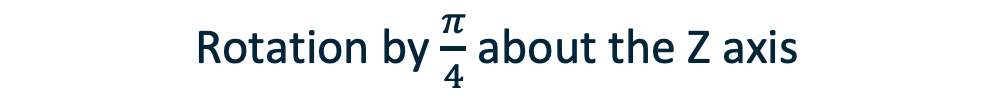 Rotation by π/4 about the Z axis